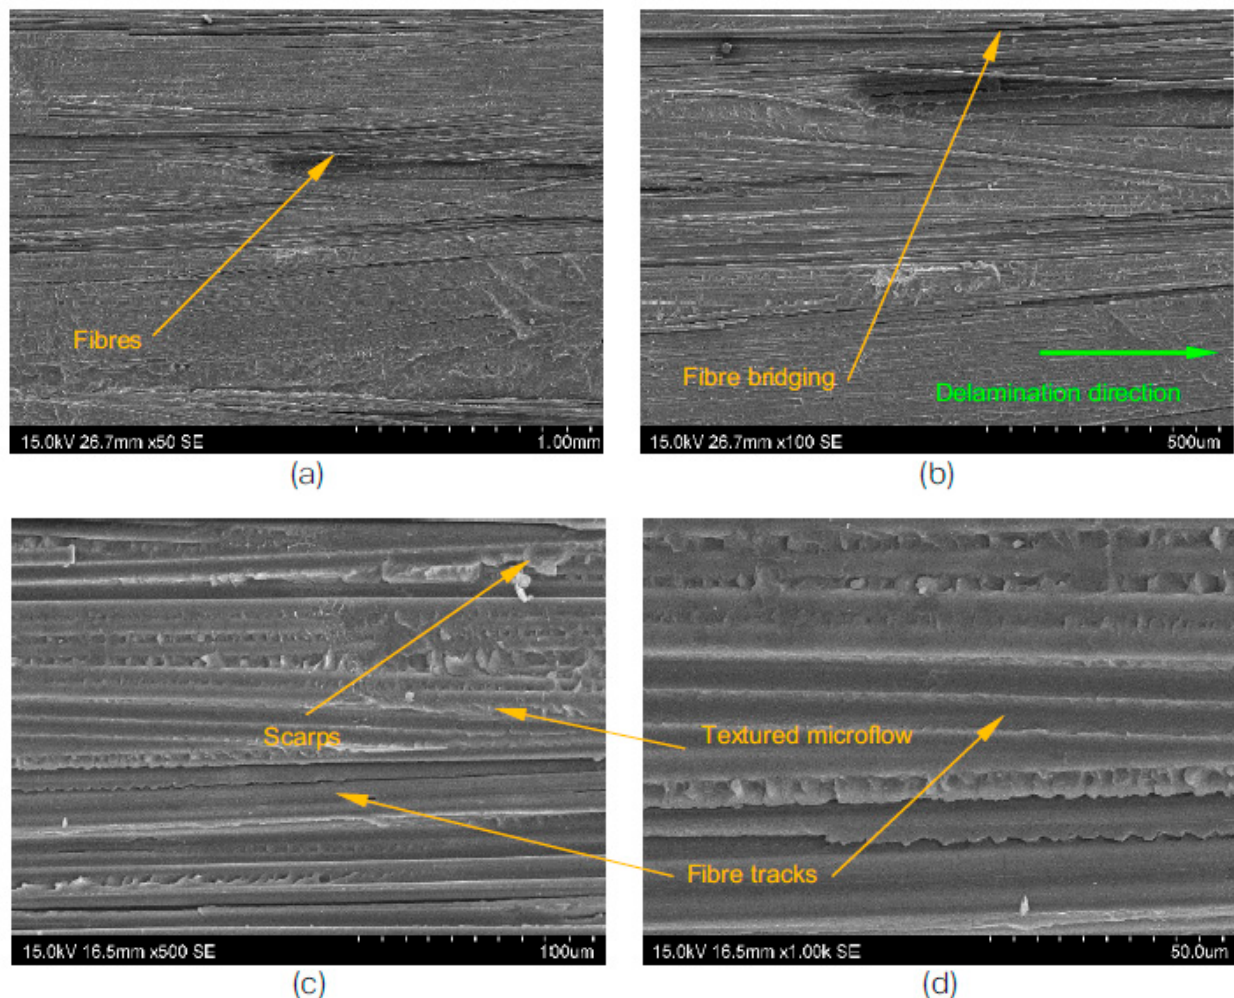 Fibres
15.0kV 26.7mm x50 SE 1.00mm
(a)
Fibre bridging
Delamination direction
15.0kV 26.7mm x100 SE 500um
(b)
Scarps
15.0kV 16.5mm x500 SE 100um
(c)
Textured microflow
Fibre tracks
15.0kV 16.5mm x1.00k SE 50.0um
(d)